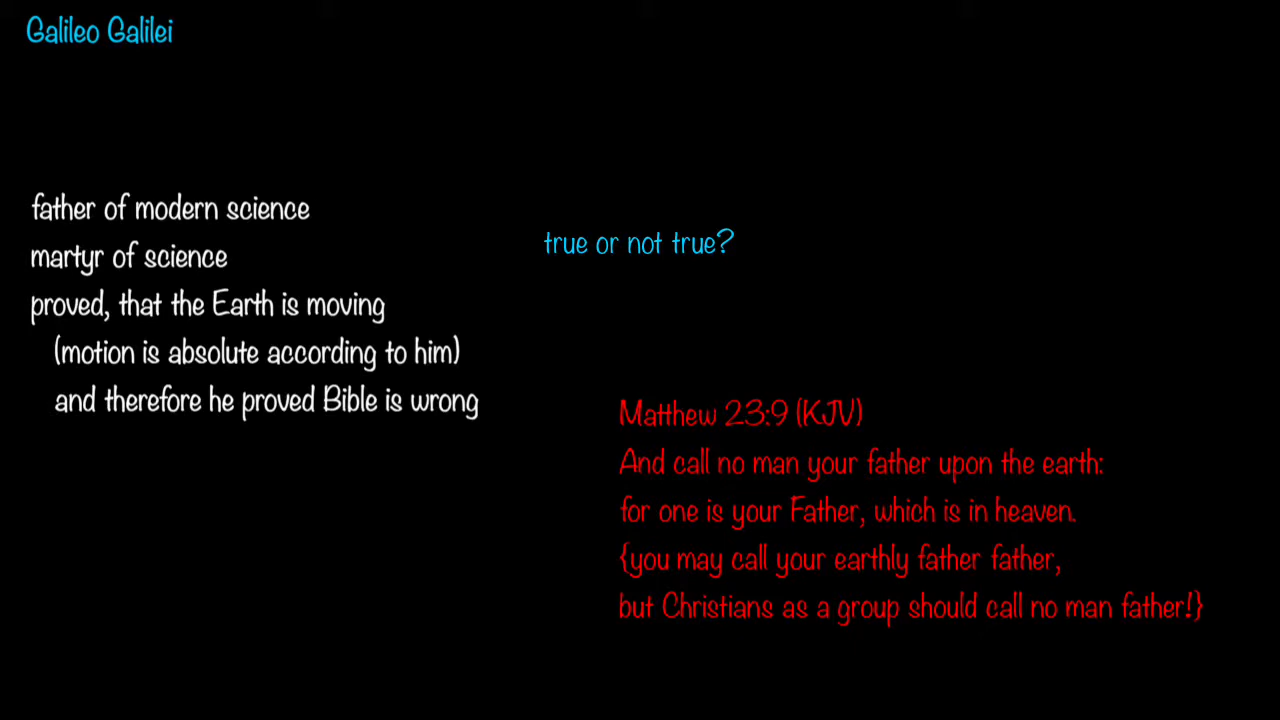 Galileo Galilei
father of modern science
martyr of science
proved, that the Earth is moving
(motion is absolute according to him)
and therefore he proved Bible is wrong
true or not true?
Matthew 23:9 (KJV)
And call no man your father upon the earth:
for one is your Father, which is in heaven.
{you may call your earthly father father,
but Christians as a group should call no man father!}